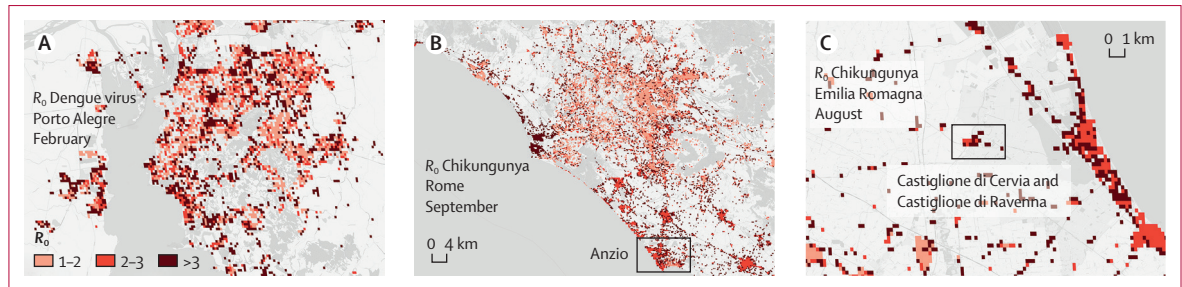 A
R₀ Dengue virus
Porto Alegre
February
R₀
1–2 2–3 >3
B
R₀ Chikungunya
Rome
September
0 4 km
Anzio
C
0 1 km
R₀ Chikungunya
Emilia Romagna
August
Castiglione di Cervia and
Castiglione di Ravenna